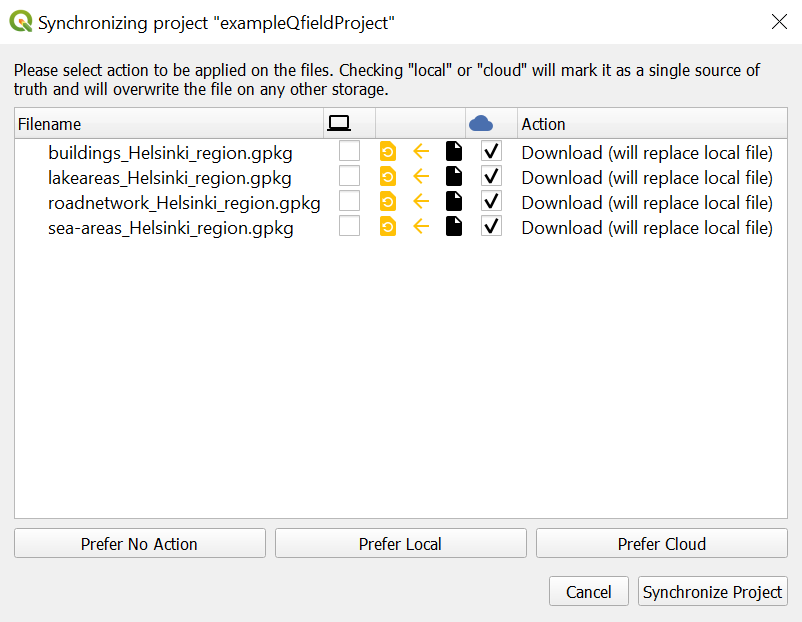 Synchronizing project "exampleQfieldProject"
Please select action to be applied on the files. Checking "local" or "cloud" will mark it as a single source of
truth and will overwrite the file on any other storage.
Filename Action
buildings_Helsinki_region.gpkg Download (will replace local file)
lakeareas_Helsinki_region.gpkg Download (will replace local file)
roadnetwork_Helsinki_region.gpkg Download (will replace local file)
sea-areas_Helsinki_region.gpkg Download (will replace local file)
Prefer No Action Prefer Local Prefer Cloud
Cancel Synchronize Project